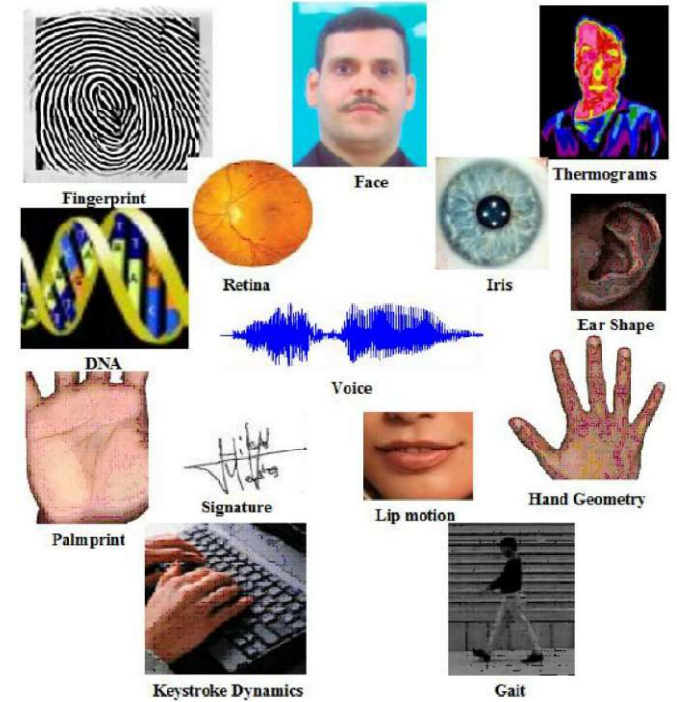 Fingerprint
Face
Thermograms
Retina
Iris
Ear Shape
DNA
Voice
Palmprint
Signature
Lip motion
Hand Geometry
Keystroke Dynamics
Gait